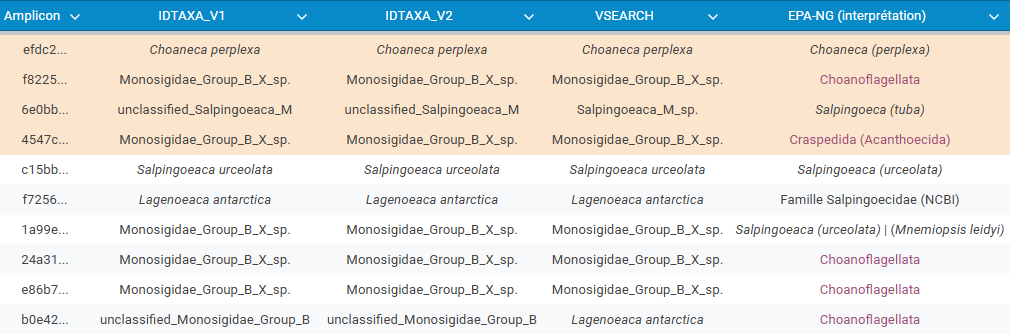 Amplicon IDTAXA_V1 IDTAXA_V2 VSEARCH EPA-NG (interprétation)
efdc2... Choaneca perplexa Choaneca perplexa Choaneca perplexa Choaneca (perplexa)
f8225... Monosigidae_Group_B_X_sp. Monosigidae_Group_B_X_sp. Monosigidae_Group_B_X_sp. Choanoflagellata
6e0bb... unclassified_Salpingoeaca_M unclassified_Salpingoeaca_M Salpingoeaca_M_sp. Salpingoeca (tuba)
4547c... Monosigidae_Group_B_X_sp. Monosigidae_Group_B_X_sp. Monosigidae_Group_B_X_sp. Craspedida (Acanthoecida)
c15bb... Salpingoeaca urceolata Salpingoeaca urceolata Salpingoeaca urceolata Salpingoeaca (urceolata)
f7256... Lagenoeaca antarctica Lagenoeaca antarctica Lagenoeaca antarctica Famille Salpingoecidae (NCBI)
1a99e... Monosigidae_Group_B_X_sp. Monosigidae_Group_B_X_sp. Monosigidae_Group_B_X_sp. Salpingoeaca (urceolata) | (Mnemiopsis leidyi)
24a31... Monosigidae_Group_B_X_sp. Monosigidae_Group_B_X_sp. Monosigidae_Group_B_X_sp. Choanoflagellata
e86b7... Monosigidae_Group_B_X_sp. Monosigidae_Group_B_X_sp. Monosigidae_Group_B_X_sp. Choanoflagellata
b0e42... unclassified_Monosigidae_Group_B unclassified_Monosigidae_Group_B Lagenoeaca antarctica Choanoflagellata